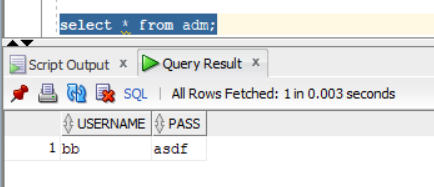 select * from adm;
Script Output x Query Result x
SQL | All Rows Fetched: 1 in 0.003 seconds
USERNAME PASS
1 bb asdf